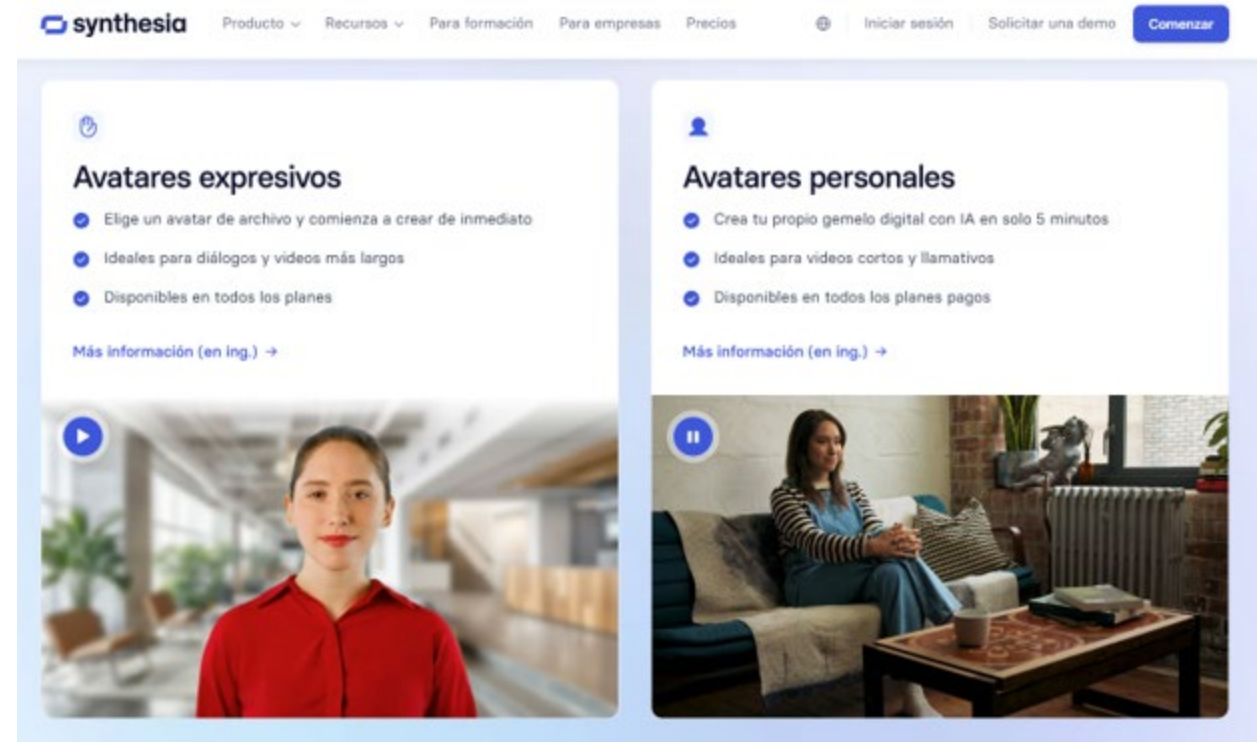 synthesia
Producto
Recursos
Para formación
Para empresas
Precios
Iniciar sesión
Solicitar una demo
Comenzar
Avatares expresivos
Elige un avatar de archivo y comienza a crear de inmediato
Ideales para diálogos y videos más largos
Disponibles en todos los planes
Más información (en ing.) →
Avatares personales
Crea tu propio gemelo digital con IA en solo 5 minutos
Ideales para videos cortos y llamativos
Disponibles en todos los planes pagos
Más información (en ing.) →